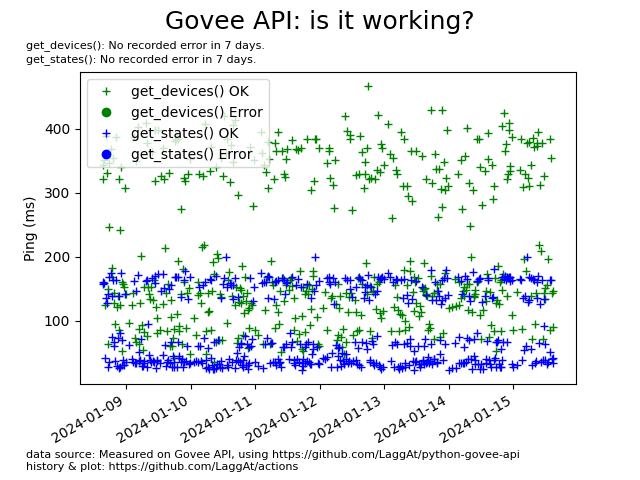 Govee API: is it working?
get_devices(): No recorded error in 7 days.
get_states(): No recorded error in 7 days.
get_devices() OK
get_devices() Error
get_states() OK
get_states() Error
Ping (ms)
400
300
200
100
2024-01-09
2024-01-10
2024-01-11
2024-01-12
2024-01-13
2024-01-14
2024-01-15
data source: Measured on Govee API, using https://github.com/LaggAt/python-govee-api
history & plot: https://github.com/LaggAt/actions